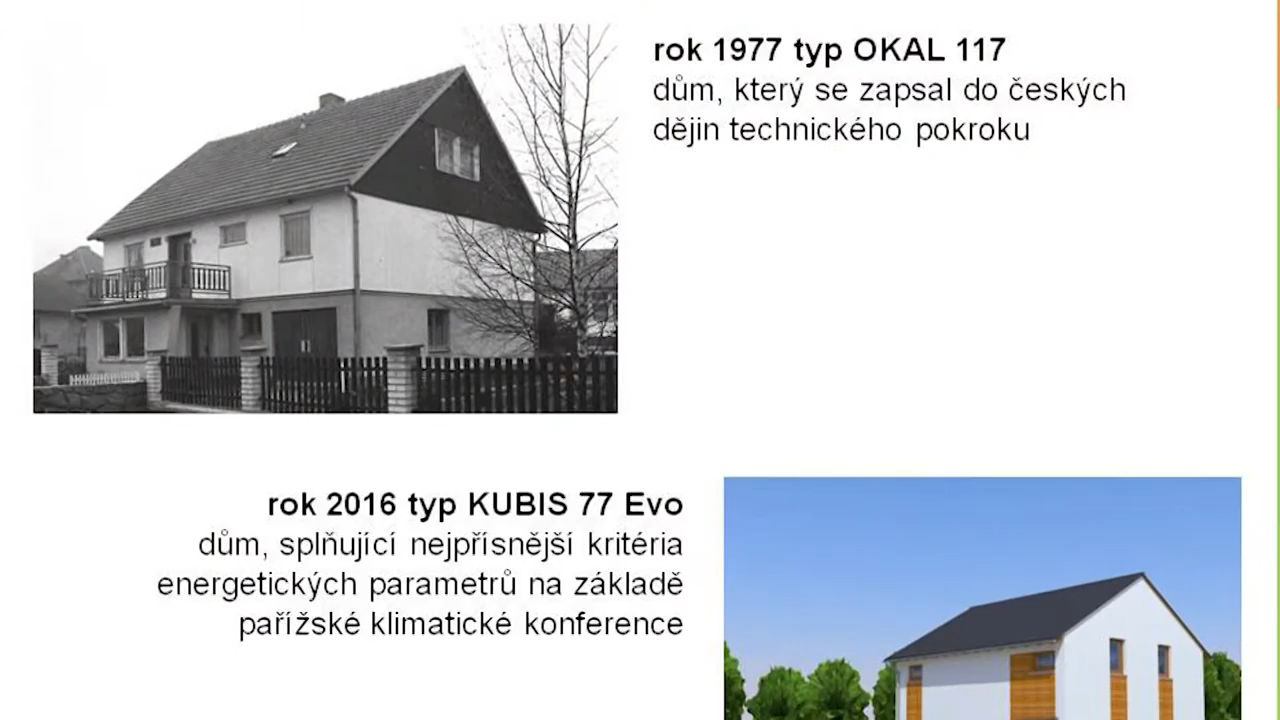 rok 1977 typ OKAL 117
dům, který se zapsal do českých
dějin technického pokroku
rok 2016 typ KUBIS 77 Evo
dům, splňující nejpřísnější kritéria
energetických parametrů na základě
pařížské klimatické konference